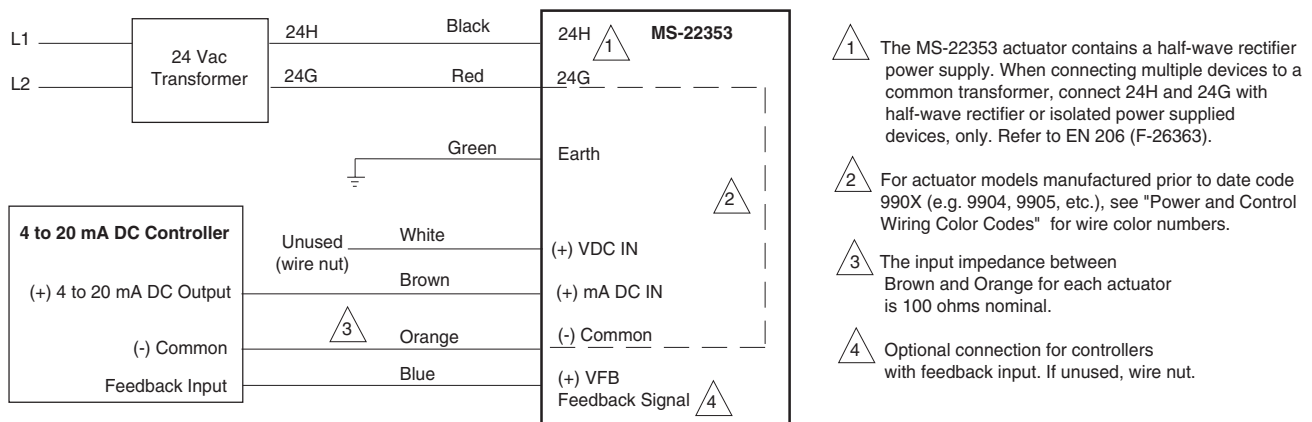 L1
L2
24 Vac
Transformer
24H
Black
24G
Red
24H
1
MS-22353
24G
Green
Earth
2
4 to 20 mA DC Controller
Unused
(wire nut)
White
(+) VDC IN
(+) 4 to 20 mA DC Output
Brown
(+) mA DC IN
3
(-) Common
Orange
(-) Common
Feedback Input
Blue
(+) VFB
Feedback Signal
4
1
The MS-22353 actuator contains a half-wave rectifier
power supply. When connecting multiple devices to a
common transformer, connect 24H and 24G with
half-wave rectifier or isolated power supplied
devices, only. Refer to EN 206 (F-26363).
2
For actuator models manufactured prior to date code
990X (e.g. 9904, 9905, etc.), see "Power and Control
Wiring Color Codes" for wire color numbers.
3
The input impedance between
Brown and Orange for each actuator
is 100 ohms nominal.
4
Optional connection for controllers
with feedback input. If unused, wire nut.